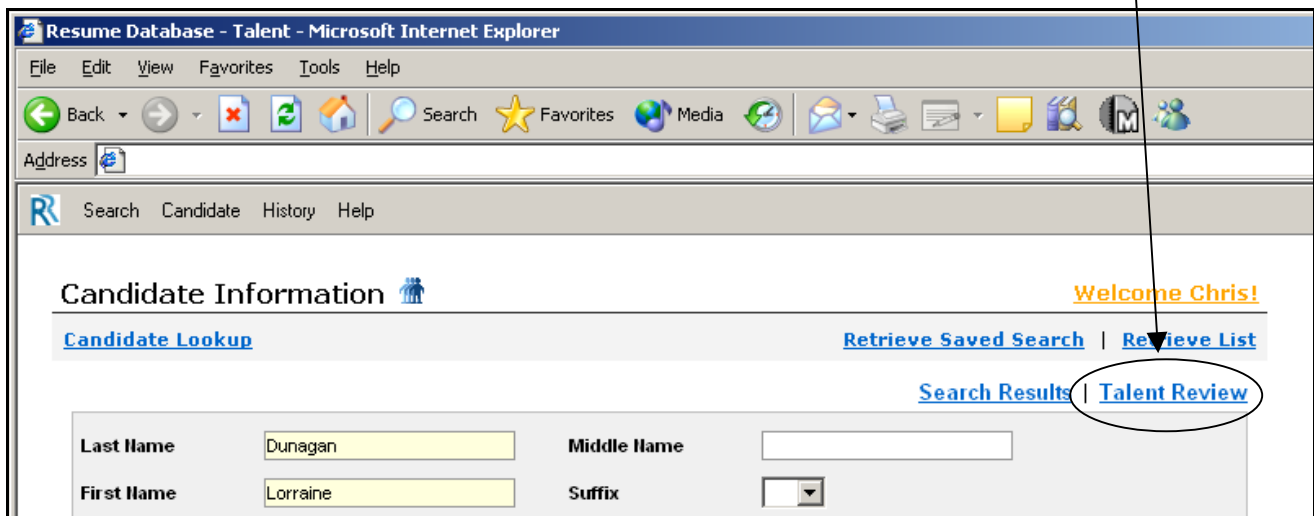 Resume Database - Talent - Microsoft Internet Explorer
File Edit View Favorites Tools Help
Back Search Favorites Media
Address
R Search Candidate History Help
Candidate Information Welcome Chris!
Candidate Lookup Retrieve Saved Search | Retrieve List
Search Results | Talent Review
Last Name Dunagan Middle Name
First Name Lorraine Suffix